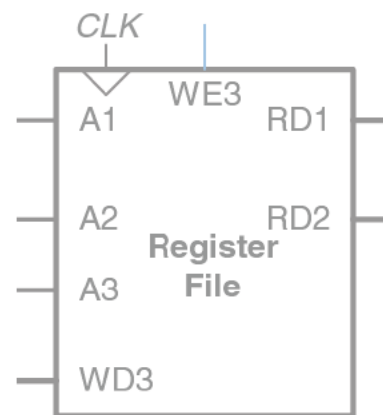 CLK
WE3
A1
RD1
A2
RD2
Register
File
A3
WD3